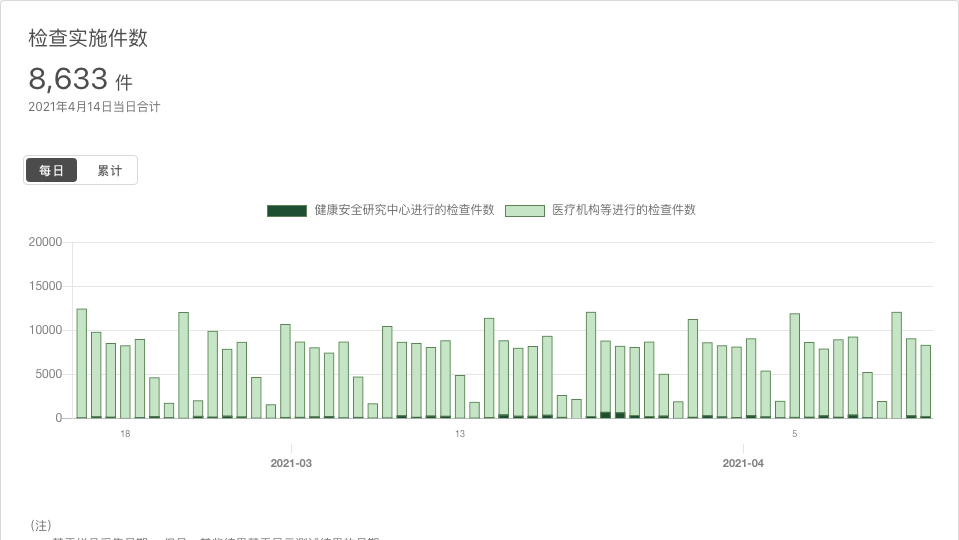 检查实施件数
8,633 件
2021年4月14日当日合计
每日 累计
健康安全研究中心进行的检查件数 医疗机构等进行的检查件数
20000
15000
10000
5000
0
18 13 5
2021-03 2021-04
(注)